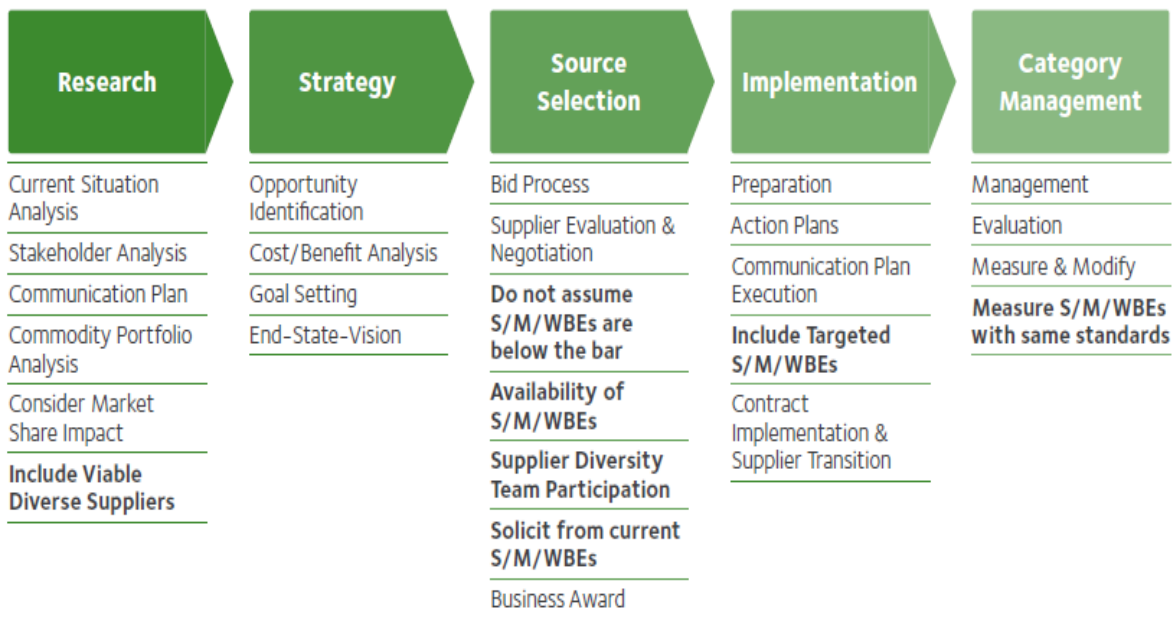 Research
Current Situation
Analysis
Stakeholder Analysis
Communication Plan
Commodity Portfolio
Analysis
Consider Market
Share Impact
Include Viable
Diverse Suppliers
Strategy
Opportunity
Identification
Cost/Benefit Analysis
Goal Setting
End-State-Vision
Source
Selection
Bid Process
Supplier Evaluation &
Negotiation
Do not assume
S/M/WBEs are
below the bar
Availability of
S/M/WBEs
Supplier Diversity
Team Participation
Solicit from current
S/M/WBEs
Business Award
Implementation
Preparation
Action Plans
Communication Plan
Execution
Include Targeted
S/M/WBEs
Contract
Implementation &
Supplier Transition
Category
Management
Management
Evaluation
Measure & Modify
Measure S/M/WBEs
with same standards